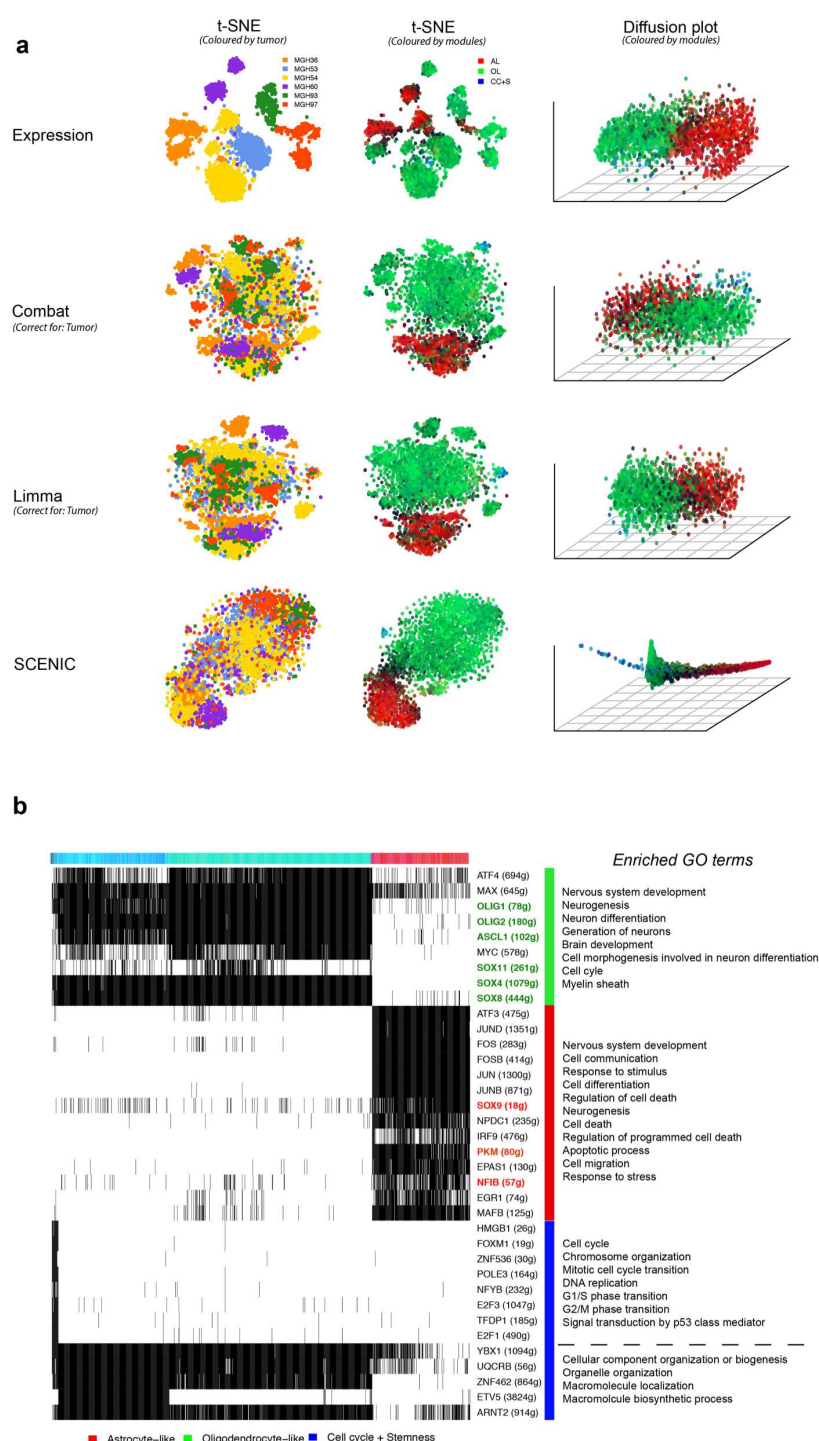 a
t-SNE
(Coloured by tumor)
t-SNE
(Coloured by modules)
Diffusion plot
(Coloured by modules)
MGH36
MGH53
MGH54
MGH60
MGH93
MGH97
AL
OL
CC+S
Expression
Combat
(Correct for: Tumor)
Limma
(Correct for: Tumor)
SCENIC
b
Enriched GO terms
ATF4 (694g)
MAX (645g)
OLIG1 (78g)
OLIG2 (180g)
ASCL1 (102g)
MYC (578g)
SOX11 (261g)
SOX4 (1079g)
SOX8 (444g)
ATF3 (475g)
JUND (1351g)
FOS (283g)
FOSB (414g)
JUN (1300g)
JUNB (871g)
SOX9 (18g)
NPDC1 (235g)
IRF9 (476g)
PKM (80g)
EPAS1 (130g)
NFIB (57g)
EGR1 (74g)
MAFB (125g)
HMGB1 (26g)
FOXM1 (19g)
ZNF536 (30g)
POLE3 (164g)
NFYB (232g)
E2F3 (1047g)
TFDP1 (185g)
E2F1 (490g)
YBX1 (1094g)
UQCRB (56g)
ZNF462 (864g)
ETV5 (3824g)
ARNT2 (914g)
Nervous system development
Neurogenesis
Neuron differentiation
Generation of neurons
Brain development
Cell morphogenesis involved in neuron differentiation
Cell cyle
Myelin sheath
Nervous system development
Cell communication
Response to stimulus
Cell differentiation
Regulation of cell death
Neurogenesis
Cell death
Regulation of programmed cell death
Apoptotic process
Cell migration
Response to stress
Cell cycle
Chromosome organization
Mitotic cell cycle transition
DNA replication
G1/S phase transition
G2/M phase transition
Signal transduction by p53 class mediator
Cellular component organization or biogenesis
Organelle organization
Macromolecule localization
Macromolcule biosynthetic process
Astrocyte–like
Oligodendrocyte–like
Cell cycle + Stemness